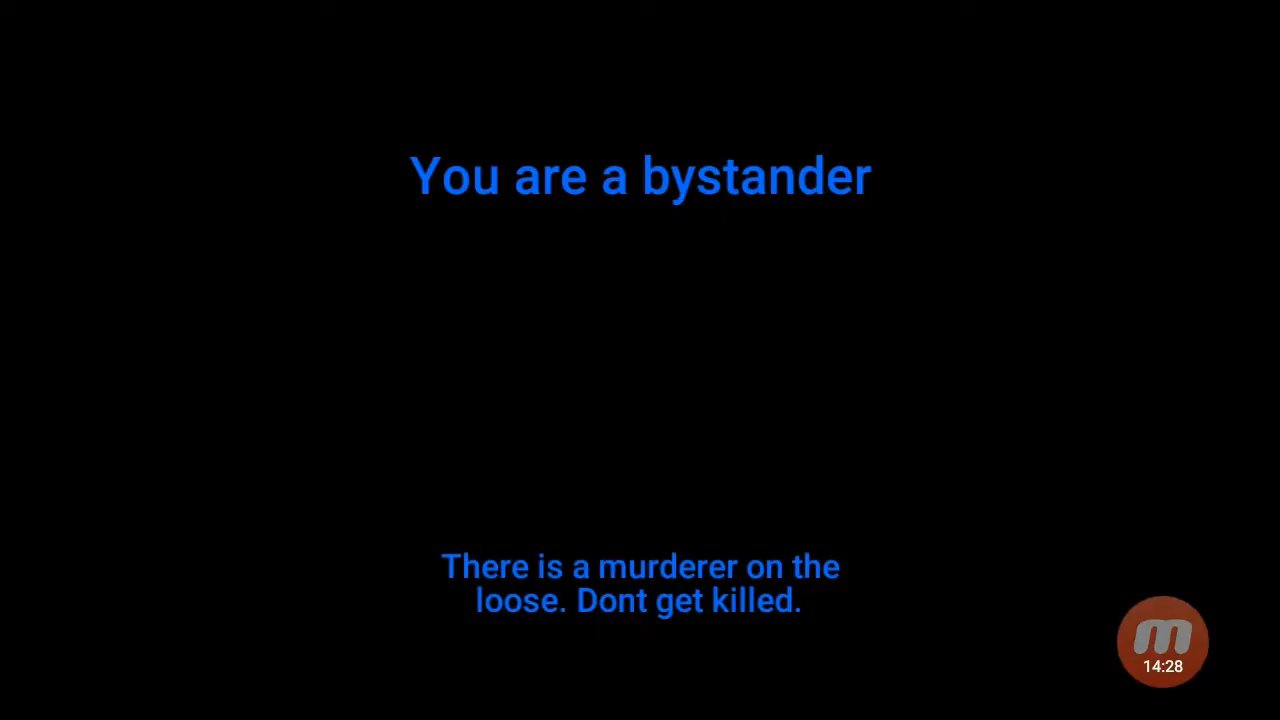 You are a bystander
There is a murderer on the
loose. Dont get killed.
m
14:28